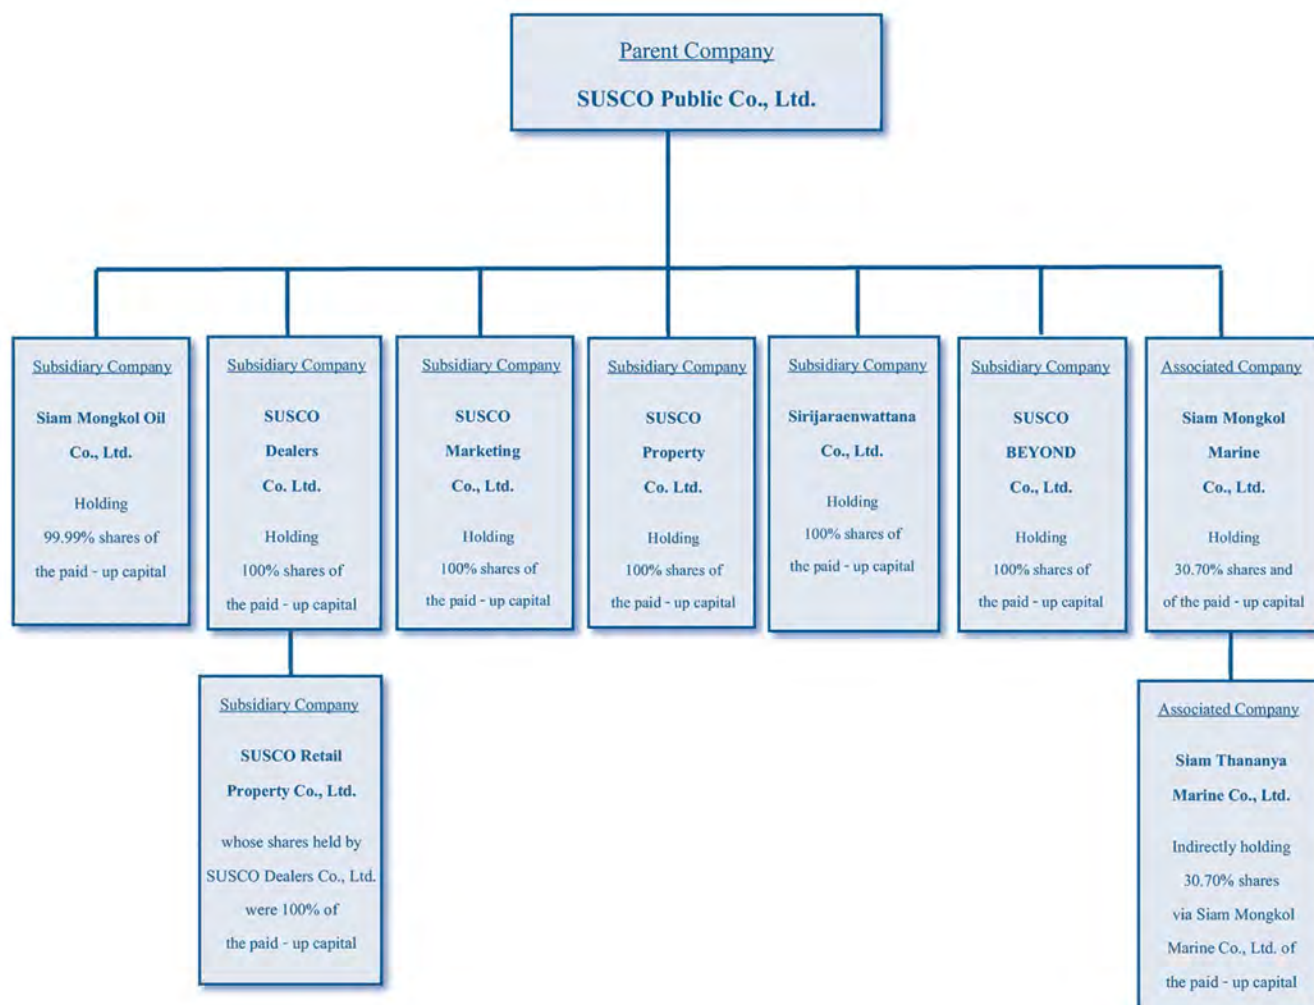 Parent Company
SUSCO Public Co., Ltd.
Subsidiary Company
Siam Mongkol Oil
Co., Ltd.
Holding
99.99% shares of
the paid - up capital
Subsidiary Company
SUSCO
Dealers
Co. Ltd.
Holding
100% shares of
the paid - up capital
Subsidiary Company
SUSCO
Marketing
Co., Ltd.
Holding
100% shares of
the paid - up capital
Subsidiary Company
SUSCO
Property
Co. Ltd.
Holding
100% shares of
the paid - up capital
Subsidiary Company
Sirijaraenwattana
Co., Ltd.
Holding
100% shares of
the paid - up capital
Subsidiary Company
SUSCO
BEYOND
Co., Ltd.
Holding
100% shares of
the paid - up capital
Associated Company
Siam Mongkol
Marine
Co., Ltd.
Holding
30.70% shares and
of the paid - up capital
Subsidiary Company
SUSCO Retail
Property Co., Ltd.
whose shares held by
SUSCO Dealers Co., Ltd.
were 100% of
the paid - up capital
Associated Company
Siam Thananya
Marine Co., Ltd.
Indirectly holding
30.70% shares
via Siam Mongkol
Marine Co., Ltd. of
the paid - up capital